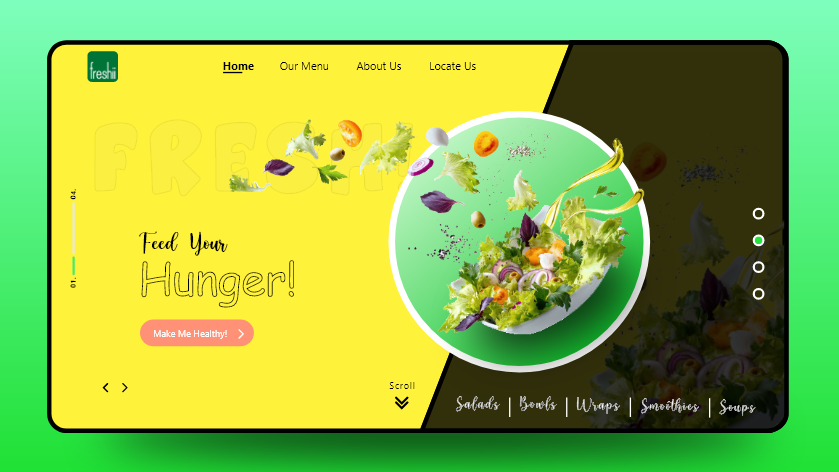 freshii
Home Our Menu About Us Locate Us
FRESH
04.
01.
Feed Your
Hunger!
Make Me Healthy!
Scroll
Salads | Bowls | Wraps | Smoothies | Soups